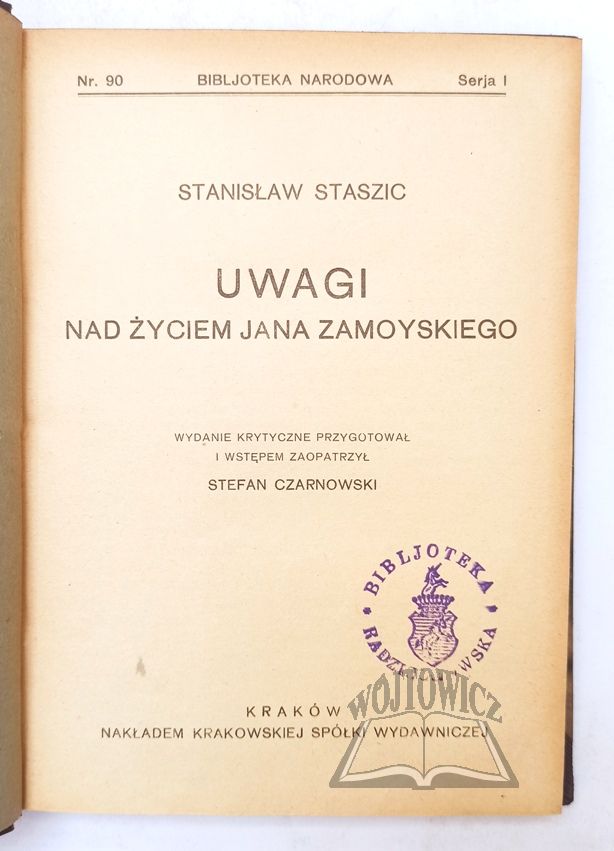 Nr. 90 BIBLJOTEKA NARODOWA Serja I
STANISŁAW STASZIC
UWAGI
NAD ŻYCIEM JANA ZAMOYSKIEGO
WYDANIE KRYTYCZNE PRZYGOTOWAŁ
I WSTĘPEM ZAOPATRZYŁ
STEFAN CZARNOWSKI
BIBLJOTEKA
KRAKÓW
NAKŁADEM KRAKOWSKIEJ SPÓŁKI WYDAWNICZEJ
WÓJTOWICZ